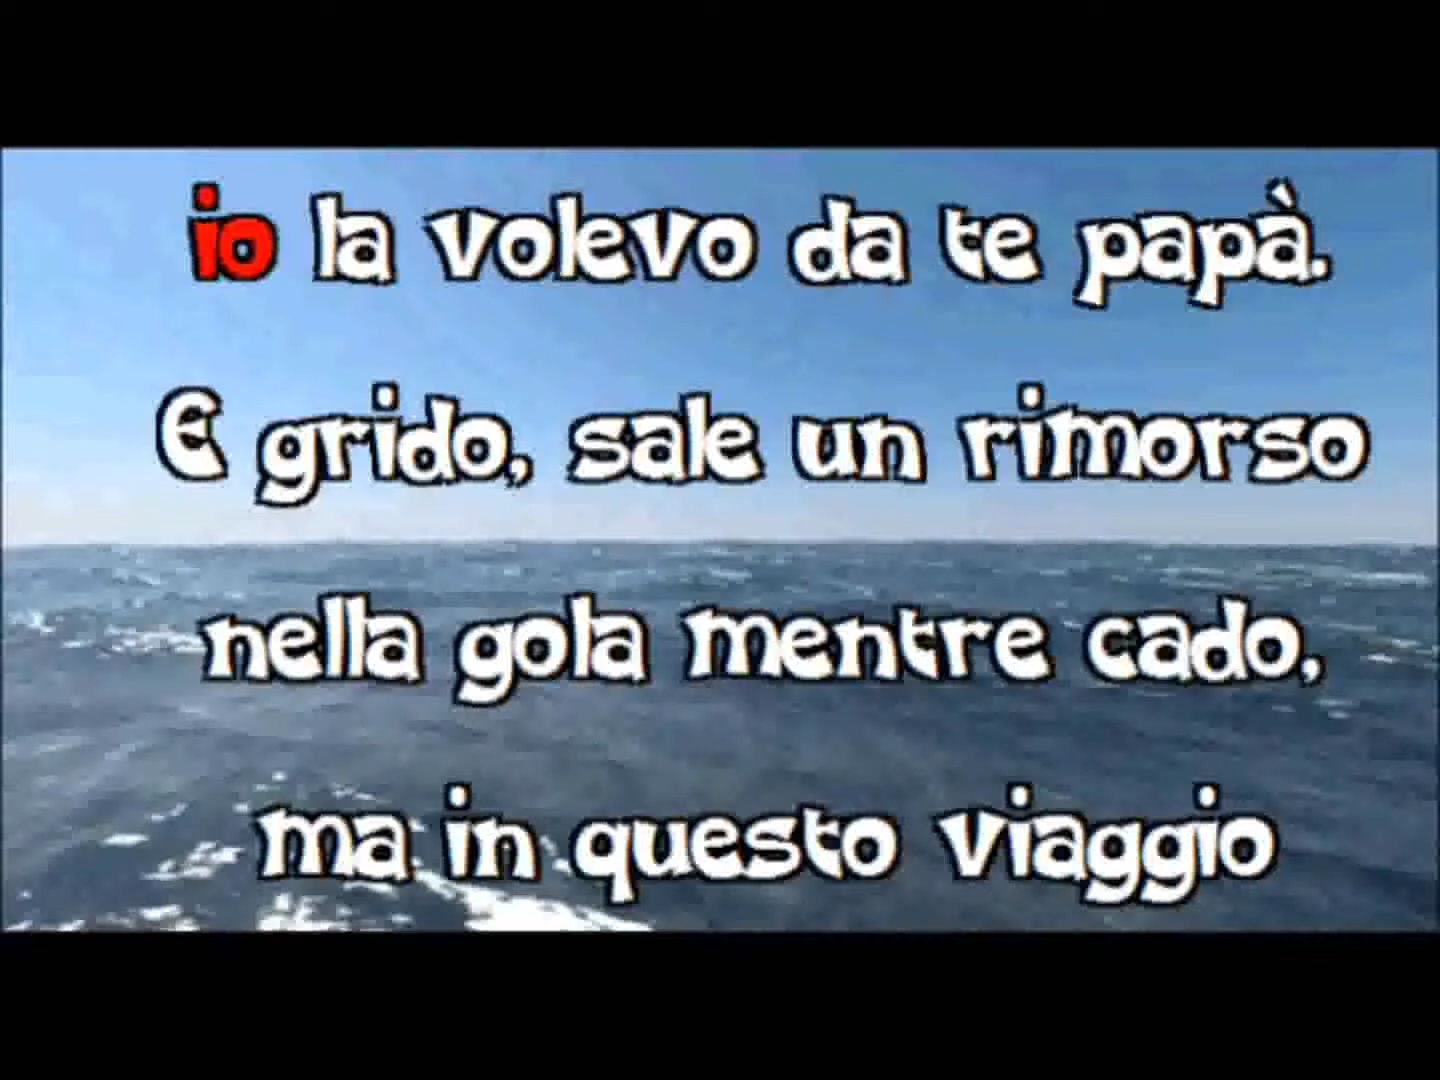 io la volevo da te papà.
E grido, sale un rimorso
nella gola mentre cado,
ma in questo viaggio